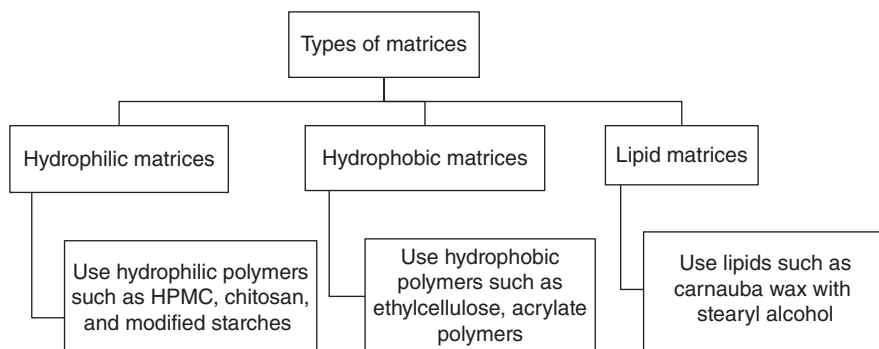 Types of matrices
Hydrophilic matrices
Hydrophobic matrices
Lipid matrices
Use hydrophilic polymers
such as HPMC, chitosan,
and modified starches
Use hydrophobic
polymers such as
ethylcellulose, acrylate
polymers
Use lipids such as
carnauba wax with
stearyl alcohol